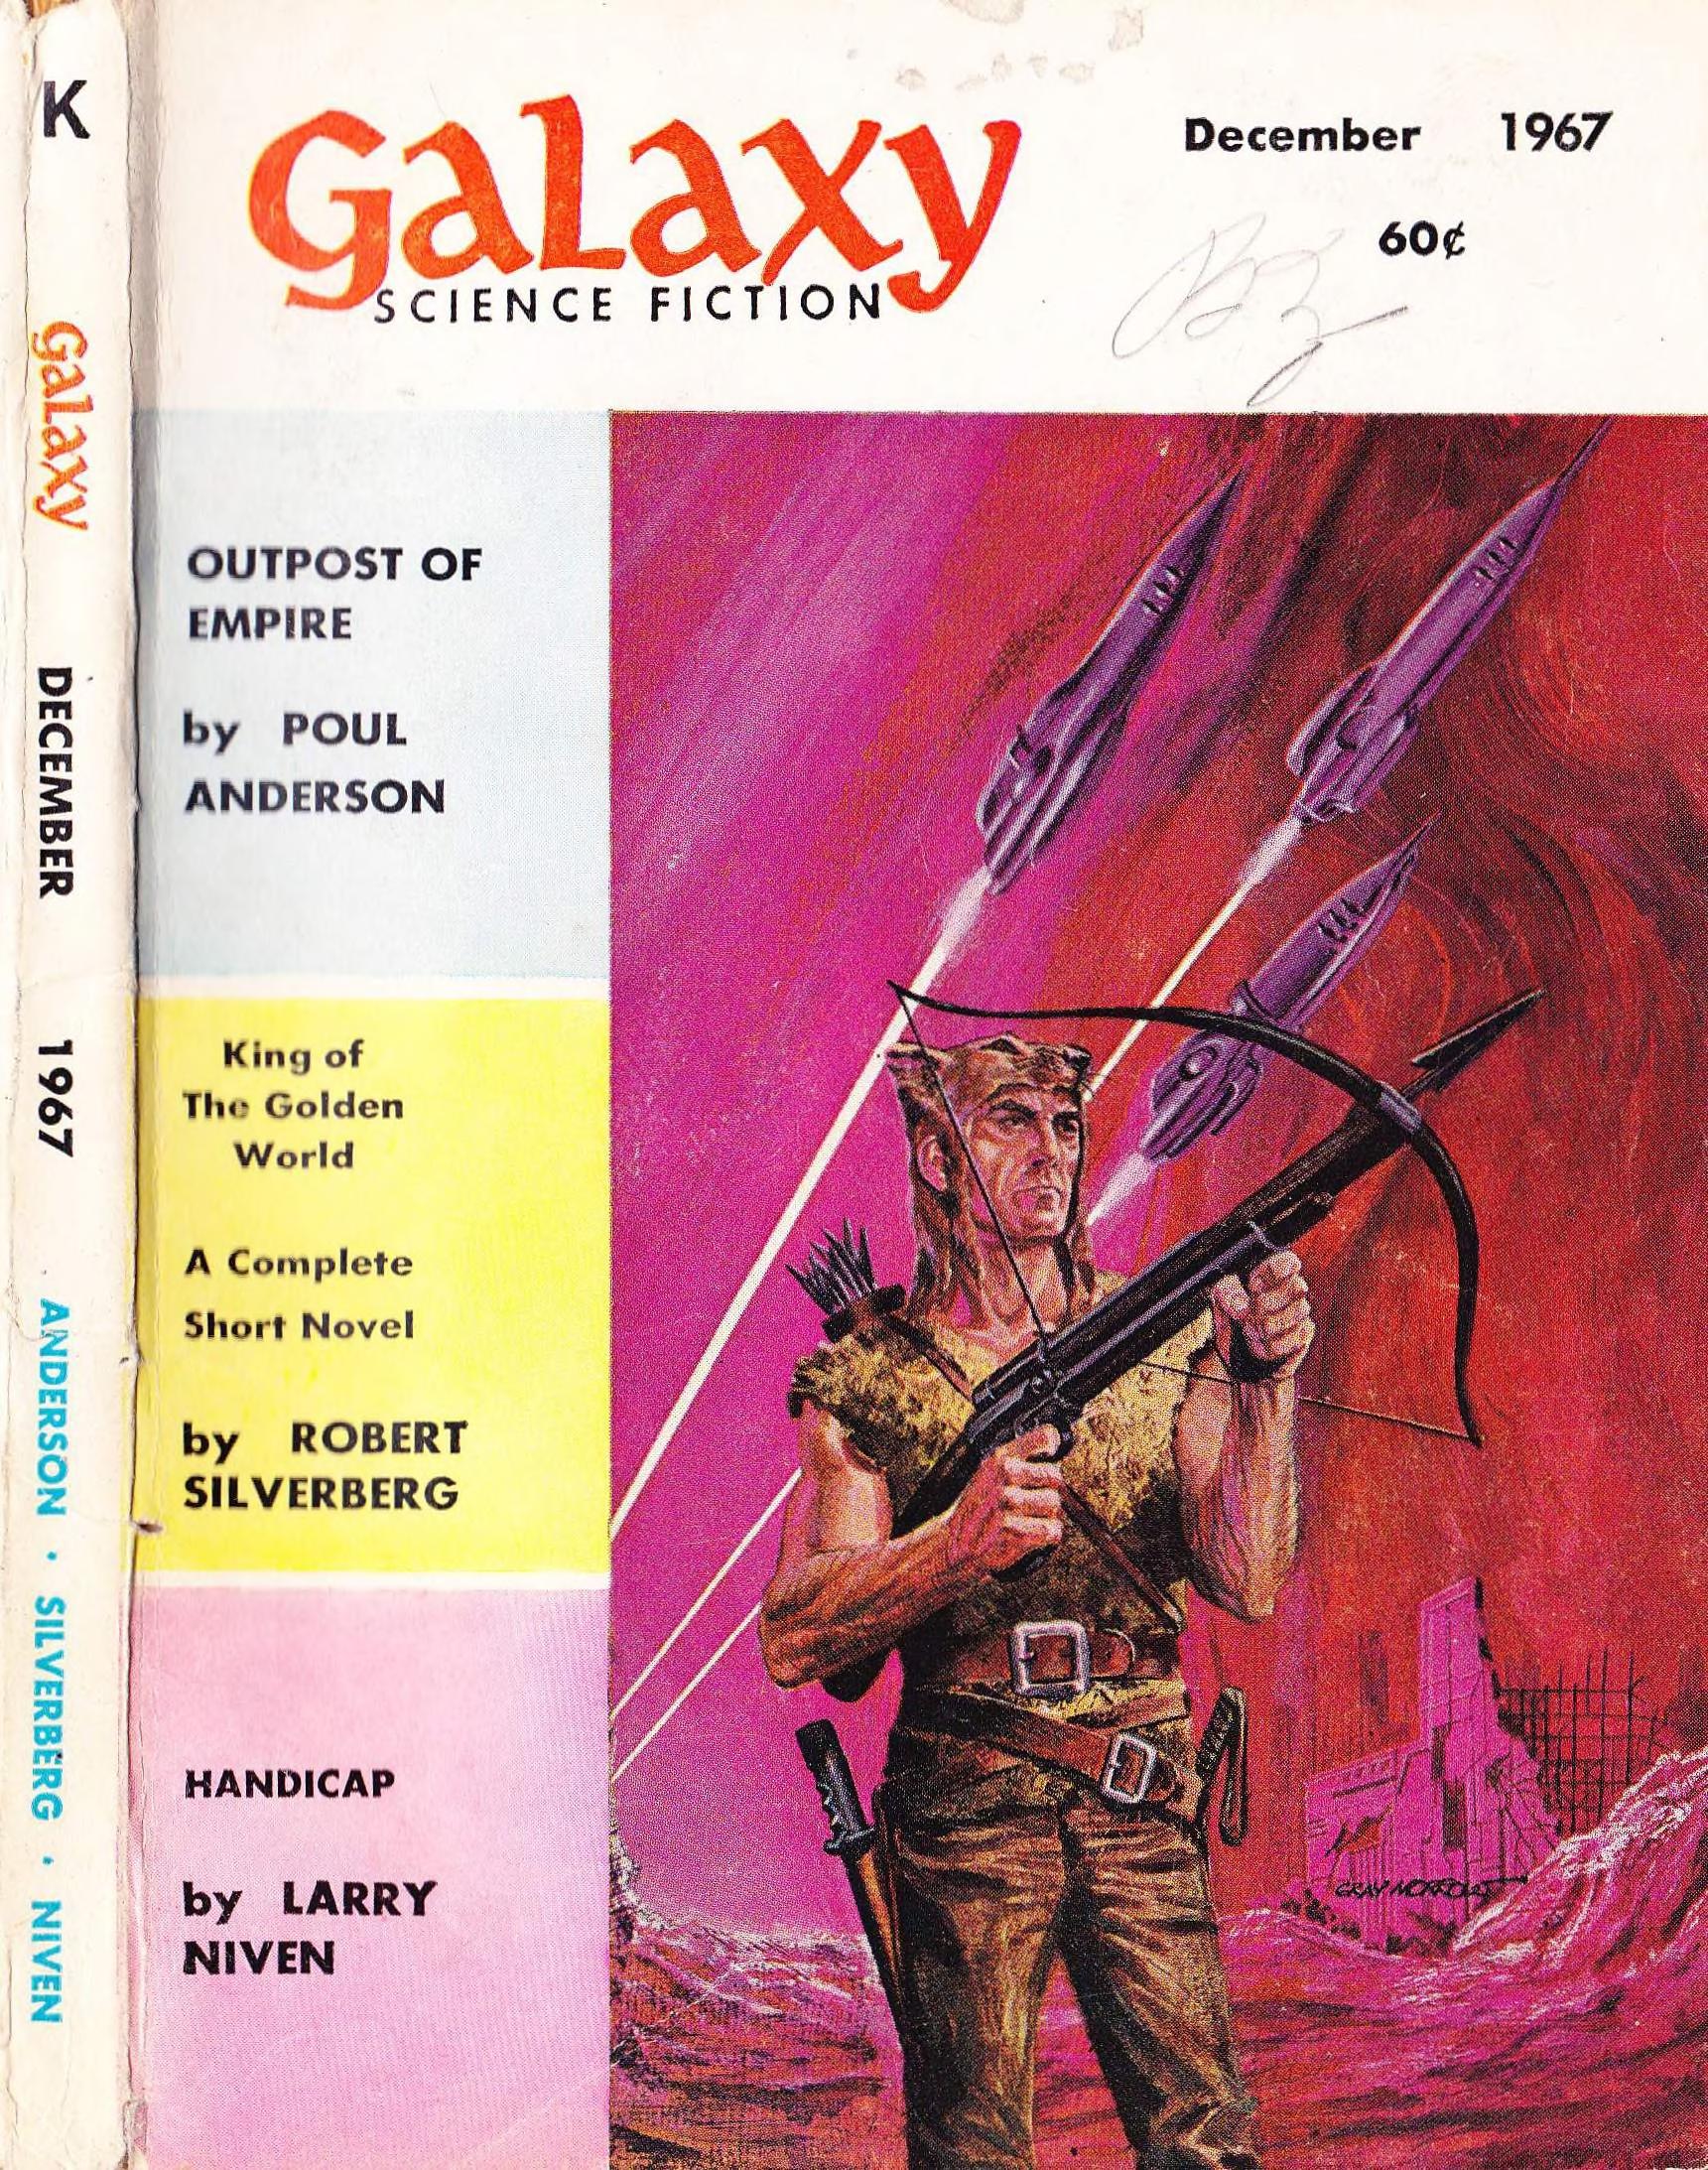 K
Galaxy
DECEMBER
1967
ANDERSON · SILVERBERG · NIVEN
Galaxy
SCIENCE FICTION
December 1967
60¢
OUTPOST OF
EMPIRE
by POUL
ANDERSON
King of
The Golden
World
A Complete
Short Novel
by ROBERT
SILVERBERG
HANDICAP
by LARRY
NIVEN
GRAY MORROW